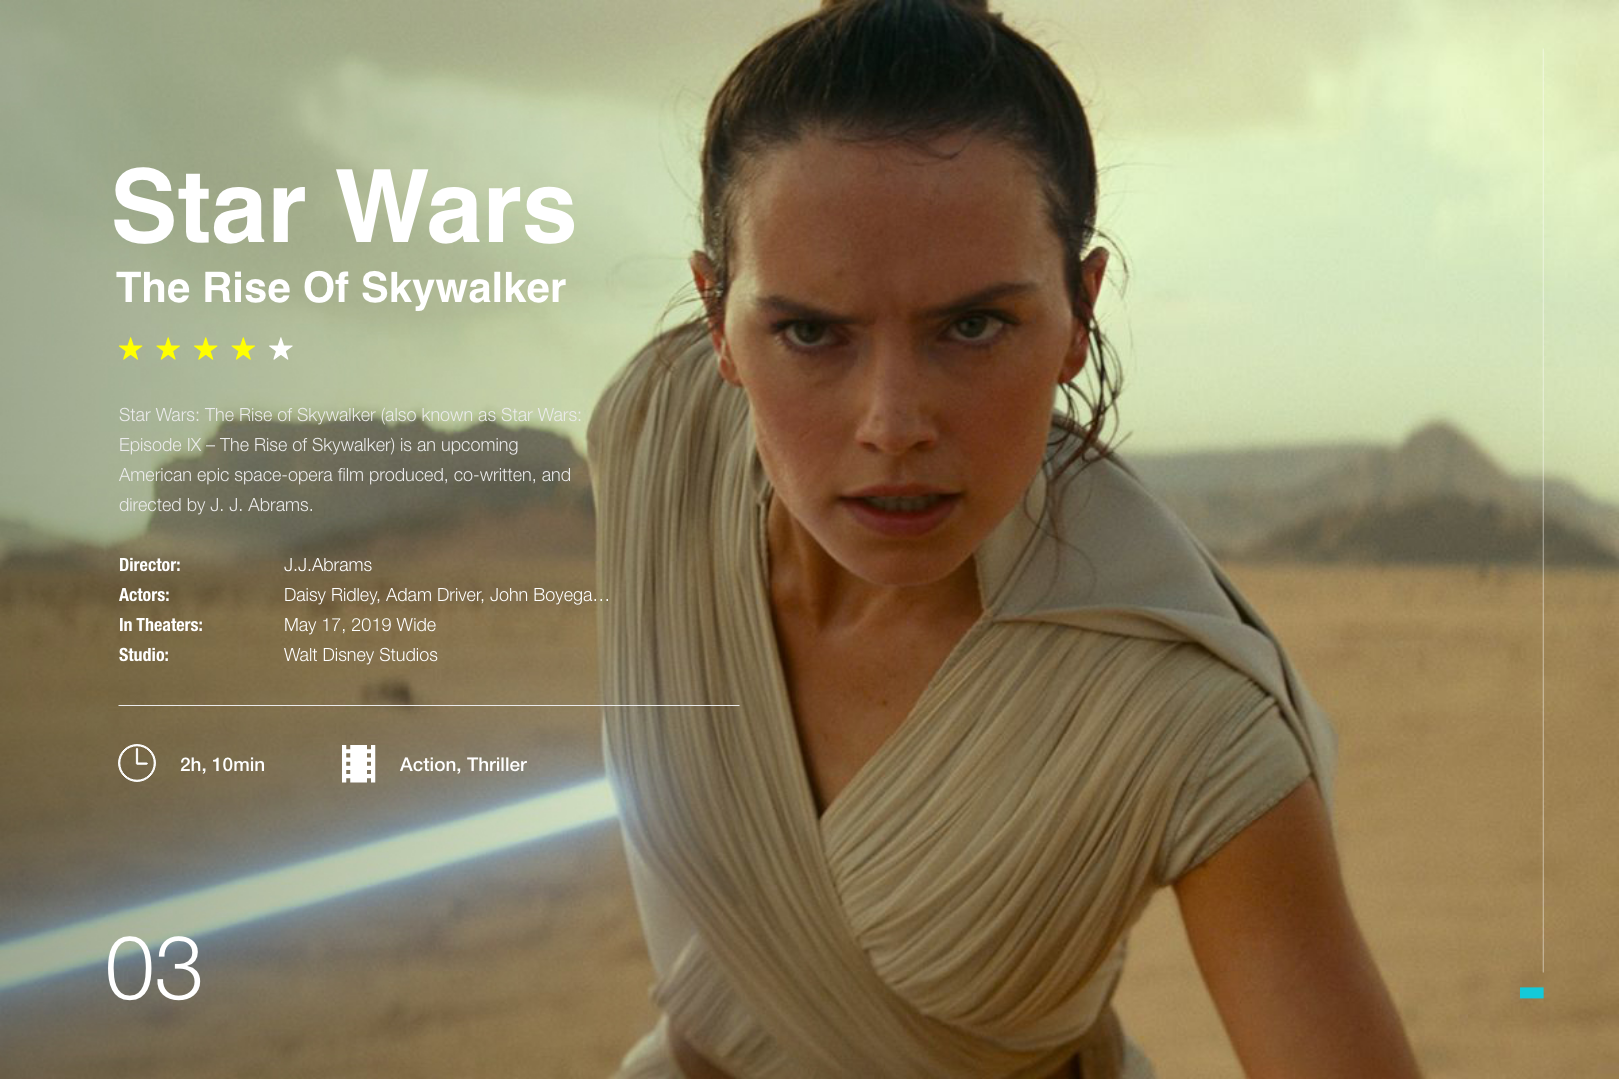 Star Wars
The Rise Of Skywalker
Star Wars: The Rise of Skywalker (also known as Star Wars:
Episode IX – The Rise of Skywalker) is an upcoming
American epic space-opera film produced, co-written, and
directed by J. J. Abrams.
Director: J.J.Abrams
Actors: Daisy Ridley, Adam Driver, John Boyega...
In Theaters: May 17, 2019 Wide
Studio: Walt Disney Studios
2h, 10min Action, Thriller
03